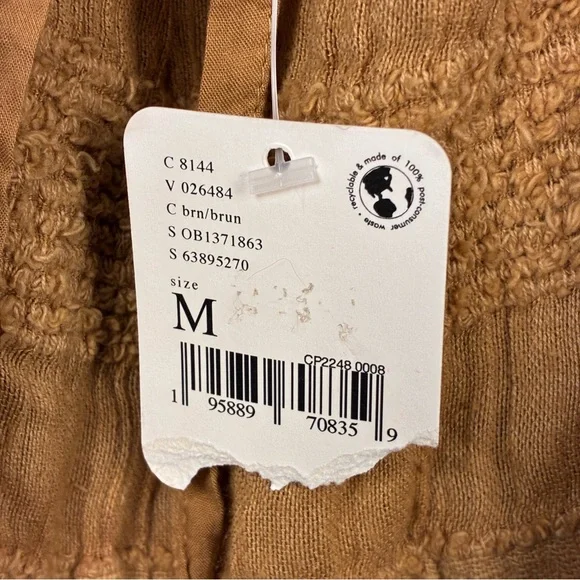 C 8144
V 026484
C brn/brun
S OB1371863
S 63895270
size
M
recyclable & made of 100% post-consumer waste
CP2248 0008
1 95889 70835 9